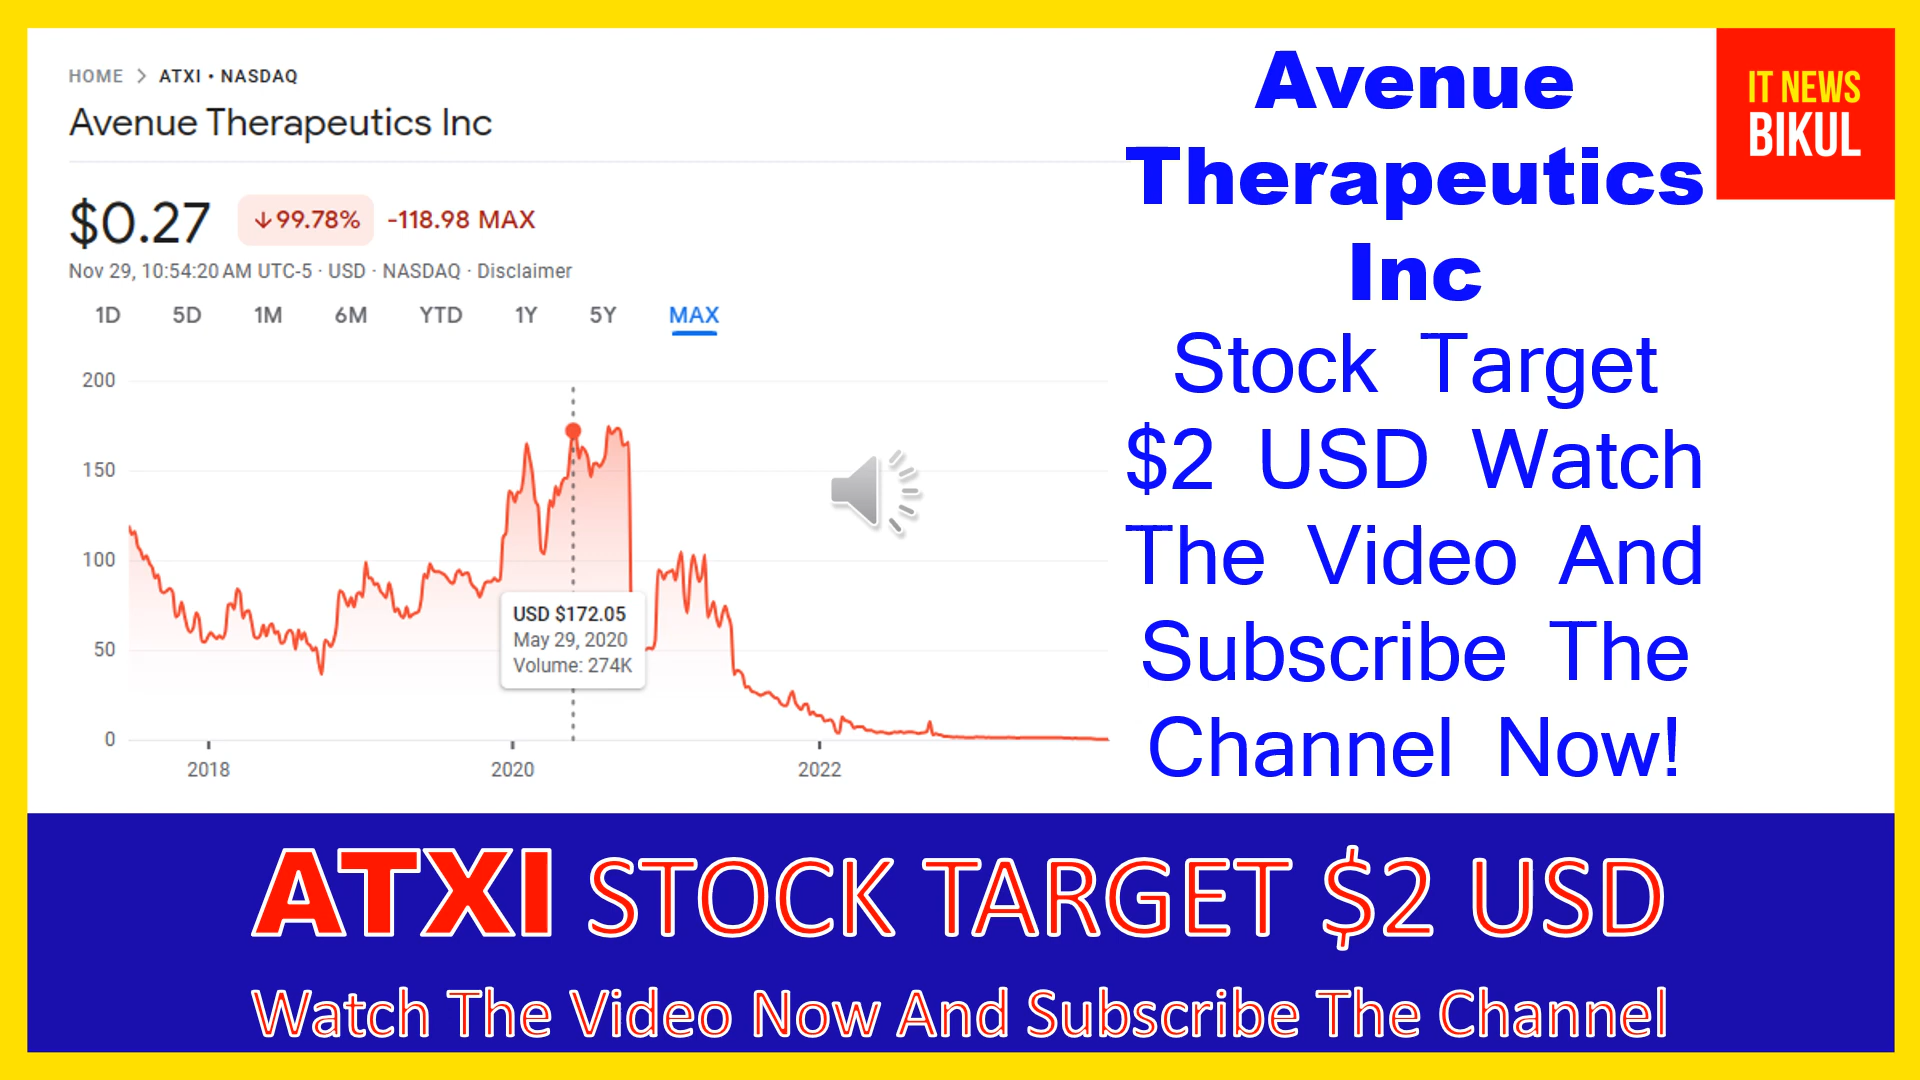 HOME > ATXI • NASDAQ
Avenue Therapeutics Inc
$0.27 ↓99.78% -118.98 MAX
Nov 29, 10:54:20 AM UTC-5 · USD · NASDAQ · Disclaimer
1D 5D 1M 6M YTD 1Y 5Y MAX
200
150
100
50
0
USD $172.05
May 29, 2020
Volume: 274K
2018 2020 2022
Avenue
Therapeutics
Inc
Stock Target
$2 USD Watch
The Video And
Subscribe The
Channel Now!
IT NEWS
BIKUL
ATXI STOCK TARGET $2 USD
Watch The Video Now And Subscribe The Channel